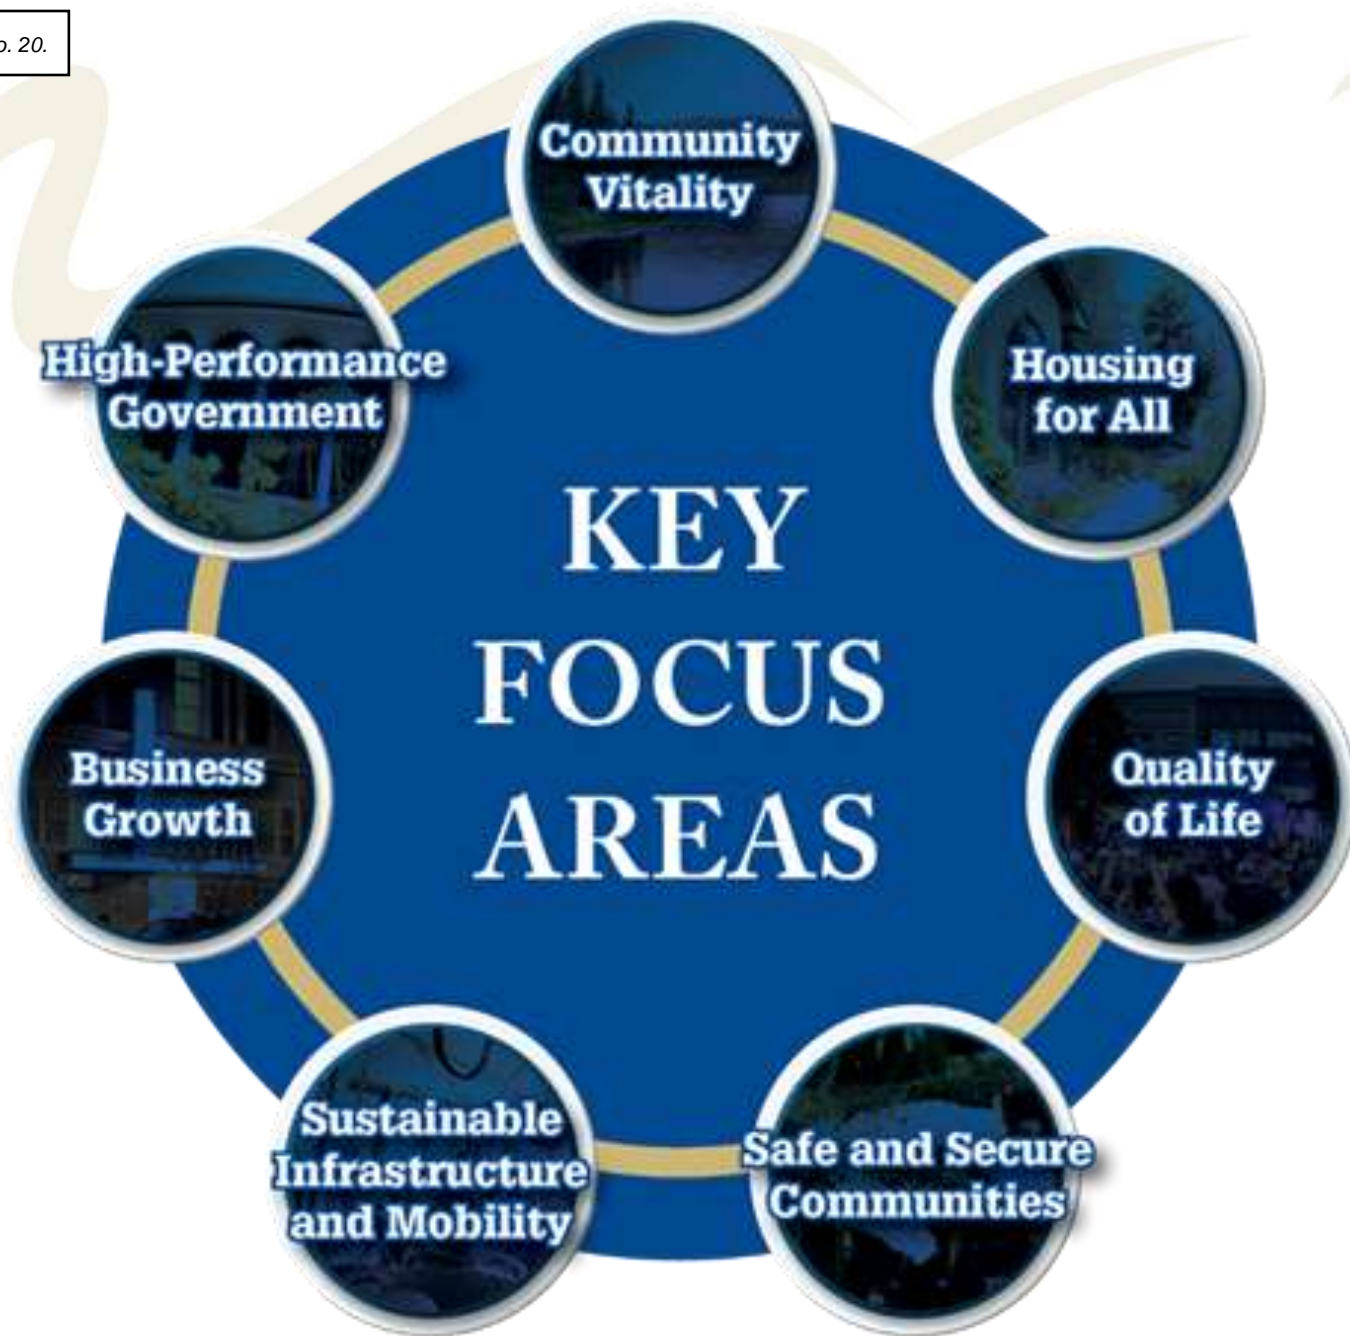 o. 20.
Community
Vitality
High-Performance
Government
Housing
for All
KEY
FOCUS
AREAS
Business
Growth
Quality
of Life
Sustainable
Infrastructure
and Mobility
Safe and Secure
Communities